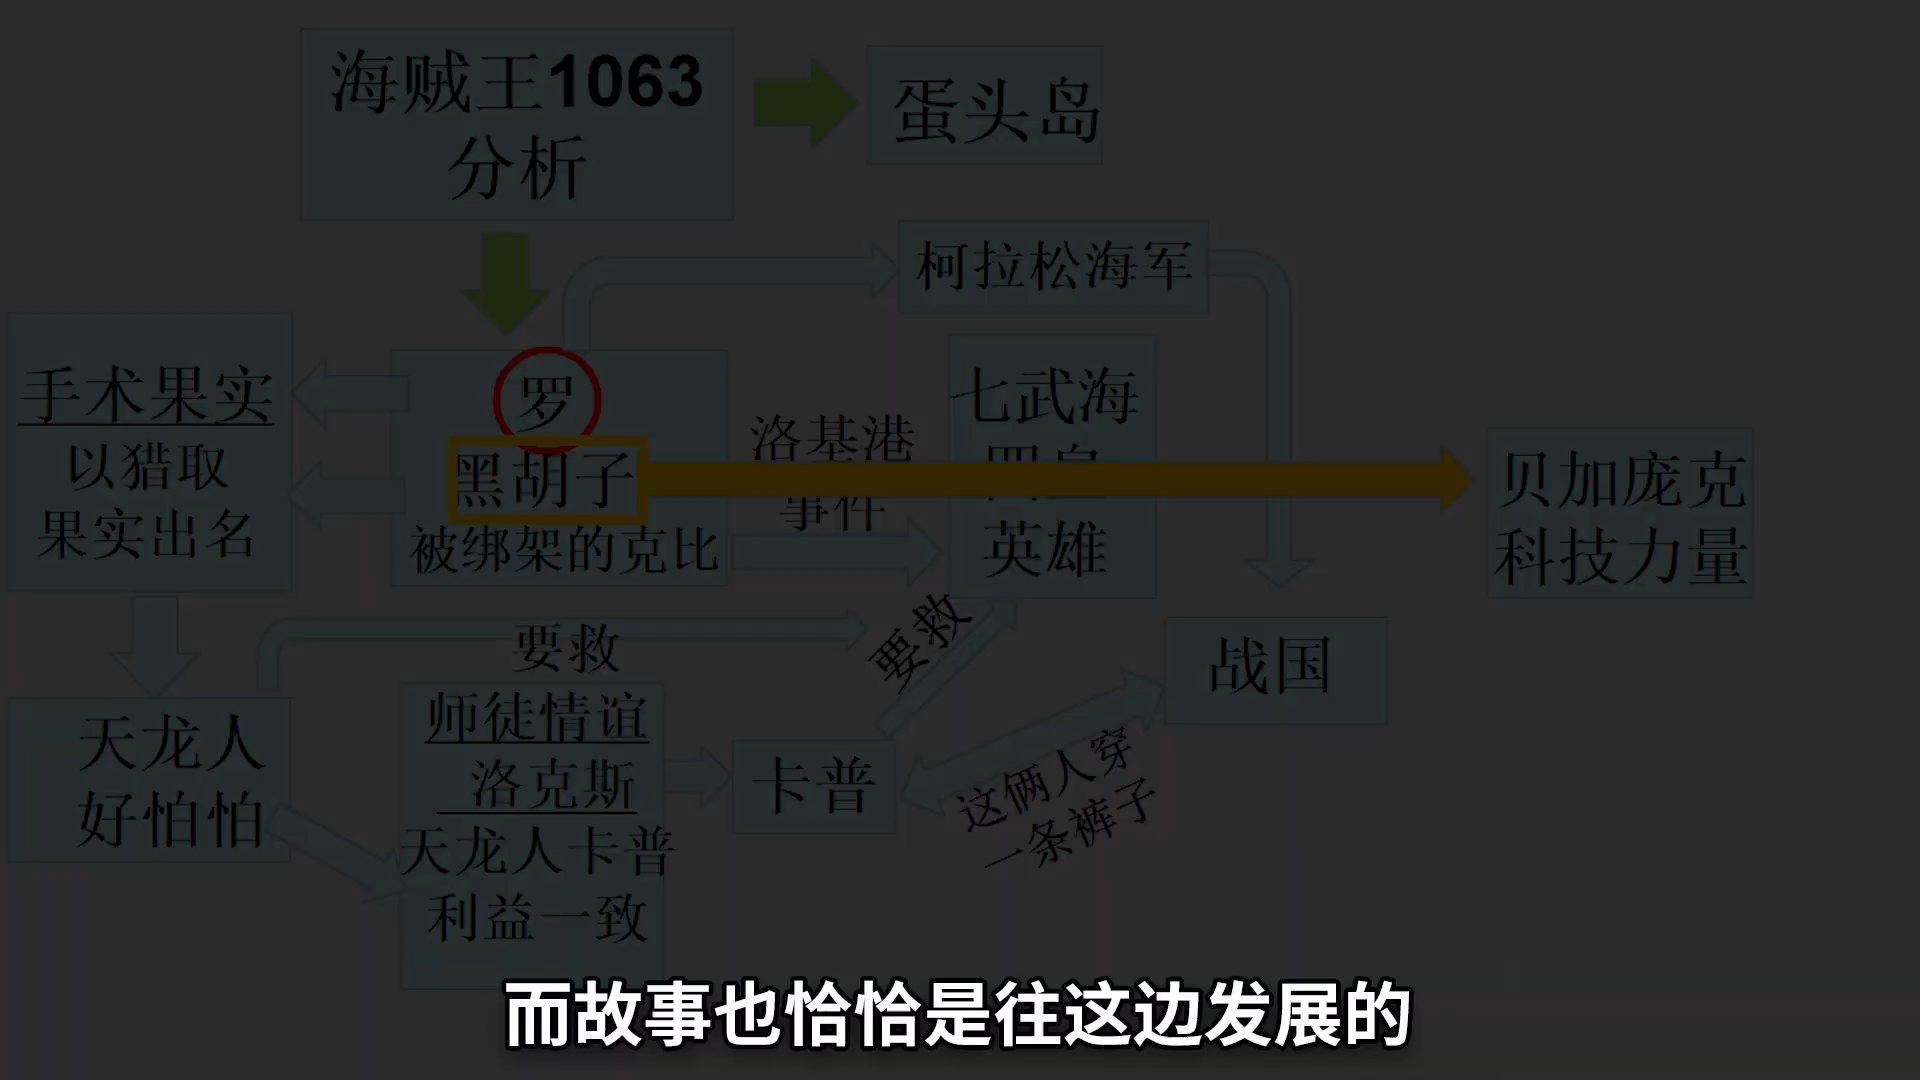 海贼王1063
分析
蛋头岛
柯拉松海军
手术果实
以猎取
果实出名
罗
黑胡子
被绑架的克比
洛基港
事件
七武海
英雄
贝加庞克
科技力量
要救
要救
战国
天龙人
好怕怕
师徒情谊
洛克斯
天龙人卡普
利益一致
卡普
这俩人穿
一条裤子
而故事也恰恰是往这边发展的